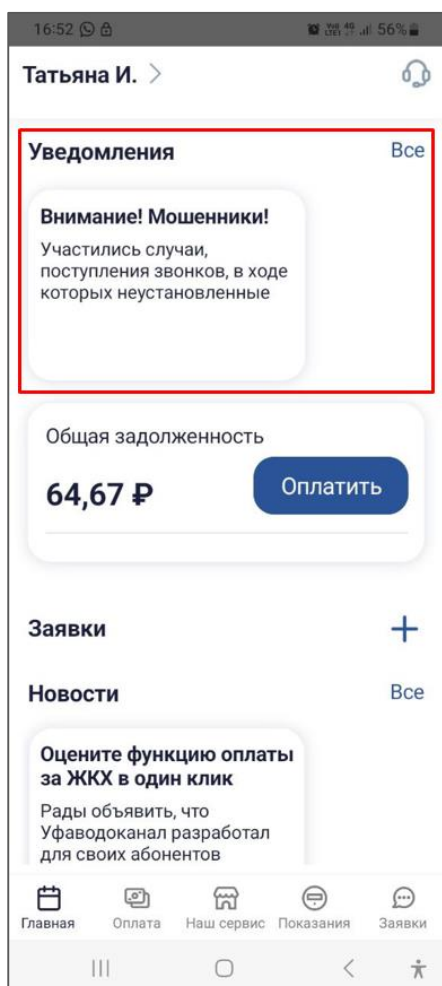 16:52 56%
Татьяна И.
Уведомления Все
Внимание! Мошенники!
Участились случаи,
поступления звонков, в ходе
которых неустановленные
Общая задолженность
64,67 ₽ Оплатить
Заявки
Новости Все
Оцените функцию оплаты
за ЖКХ в один клик
Рады объявить, что
Уфаводоканал разработал
для своих абонентов
Главная Оплата Наш сервис Показания Заявки